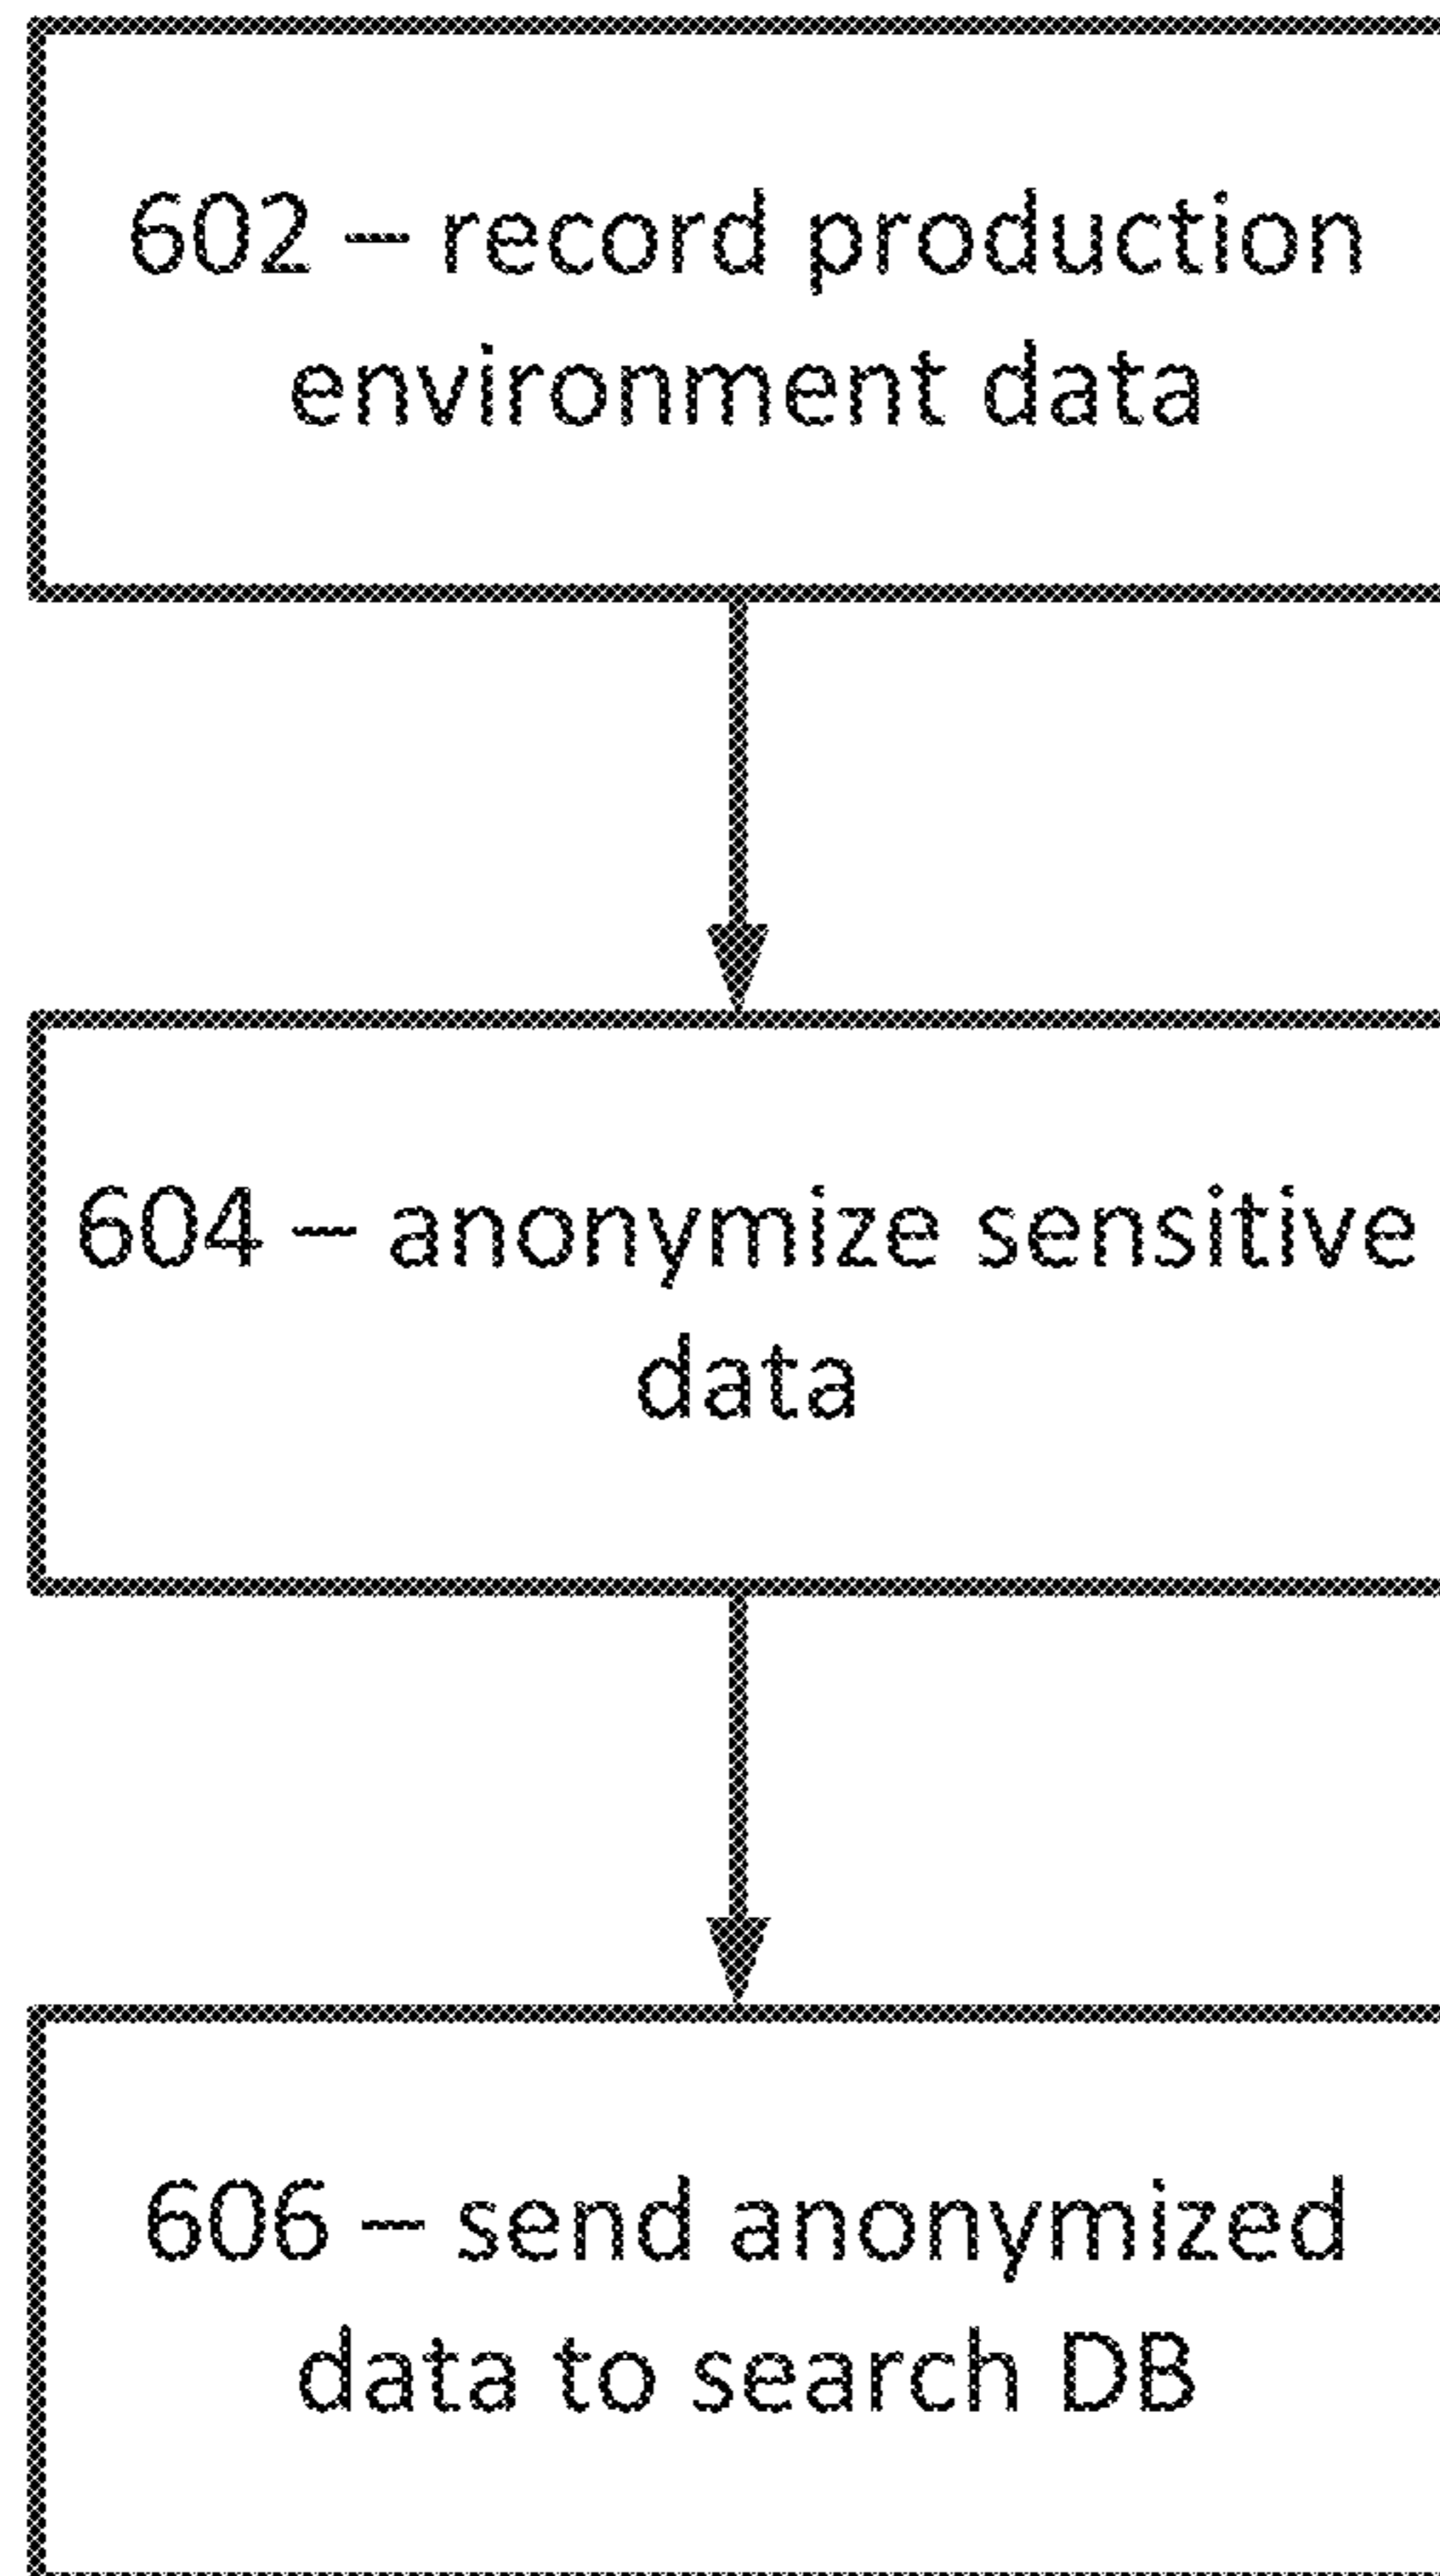 602 – record production
environment data
604 – anonymize sensitive
data
606 – send anonymized
data to search DB